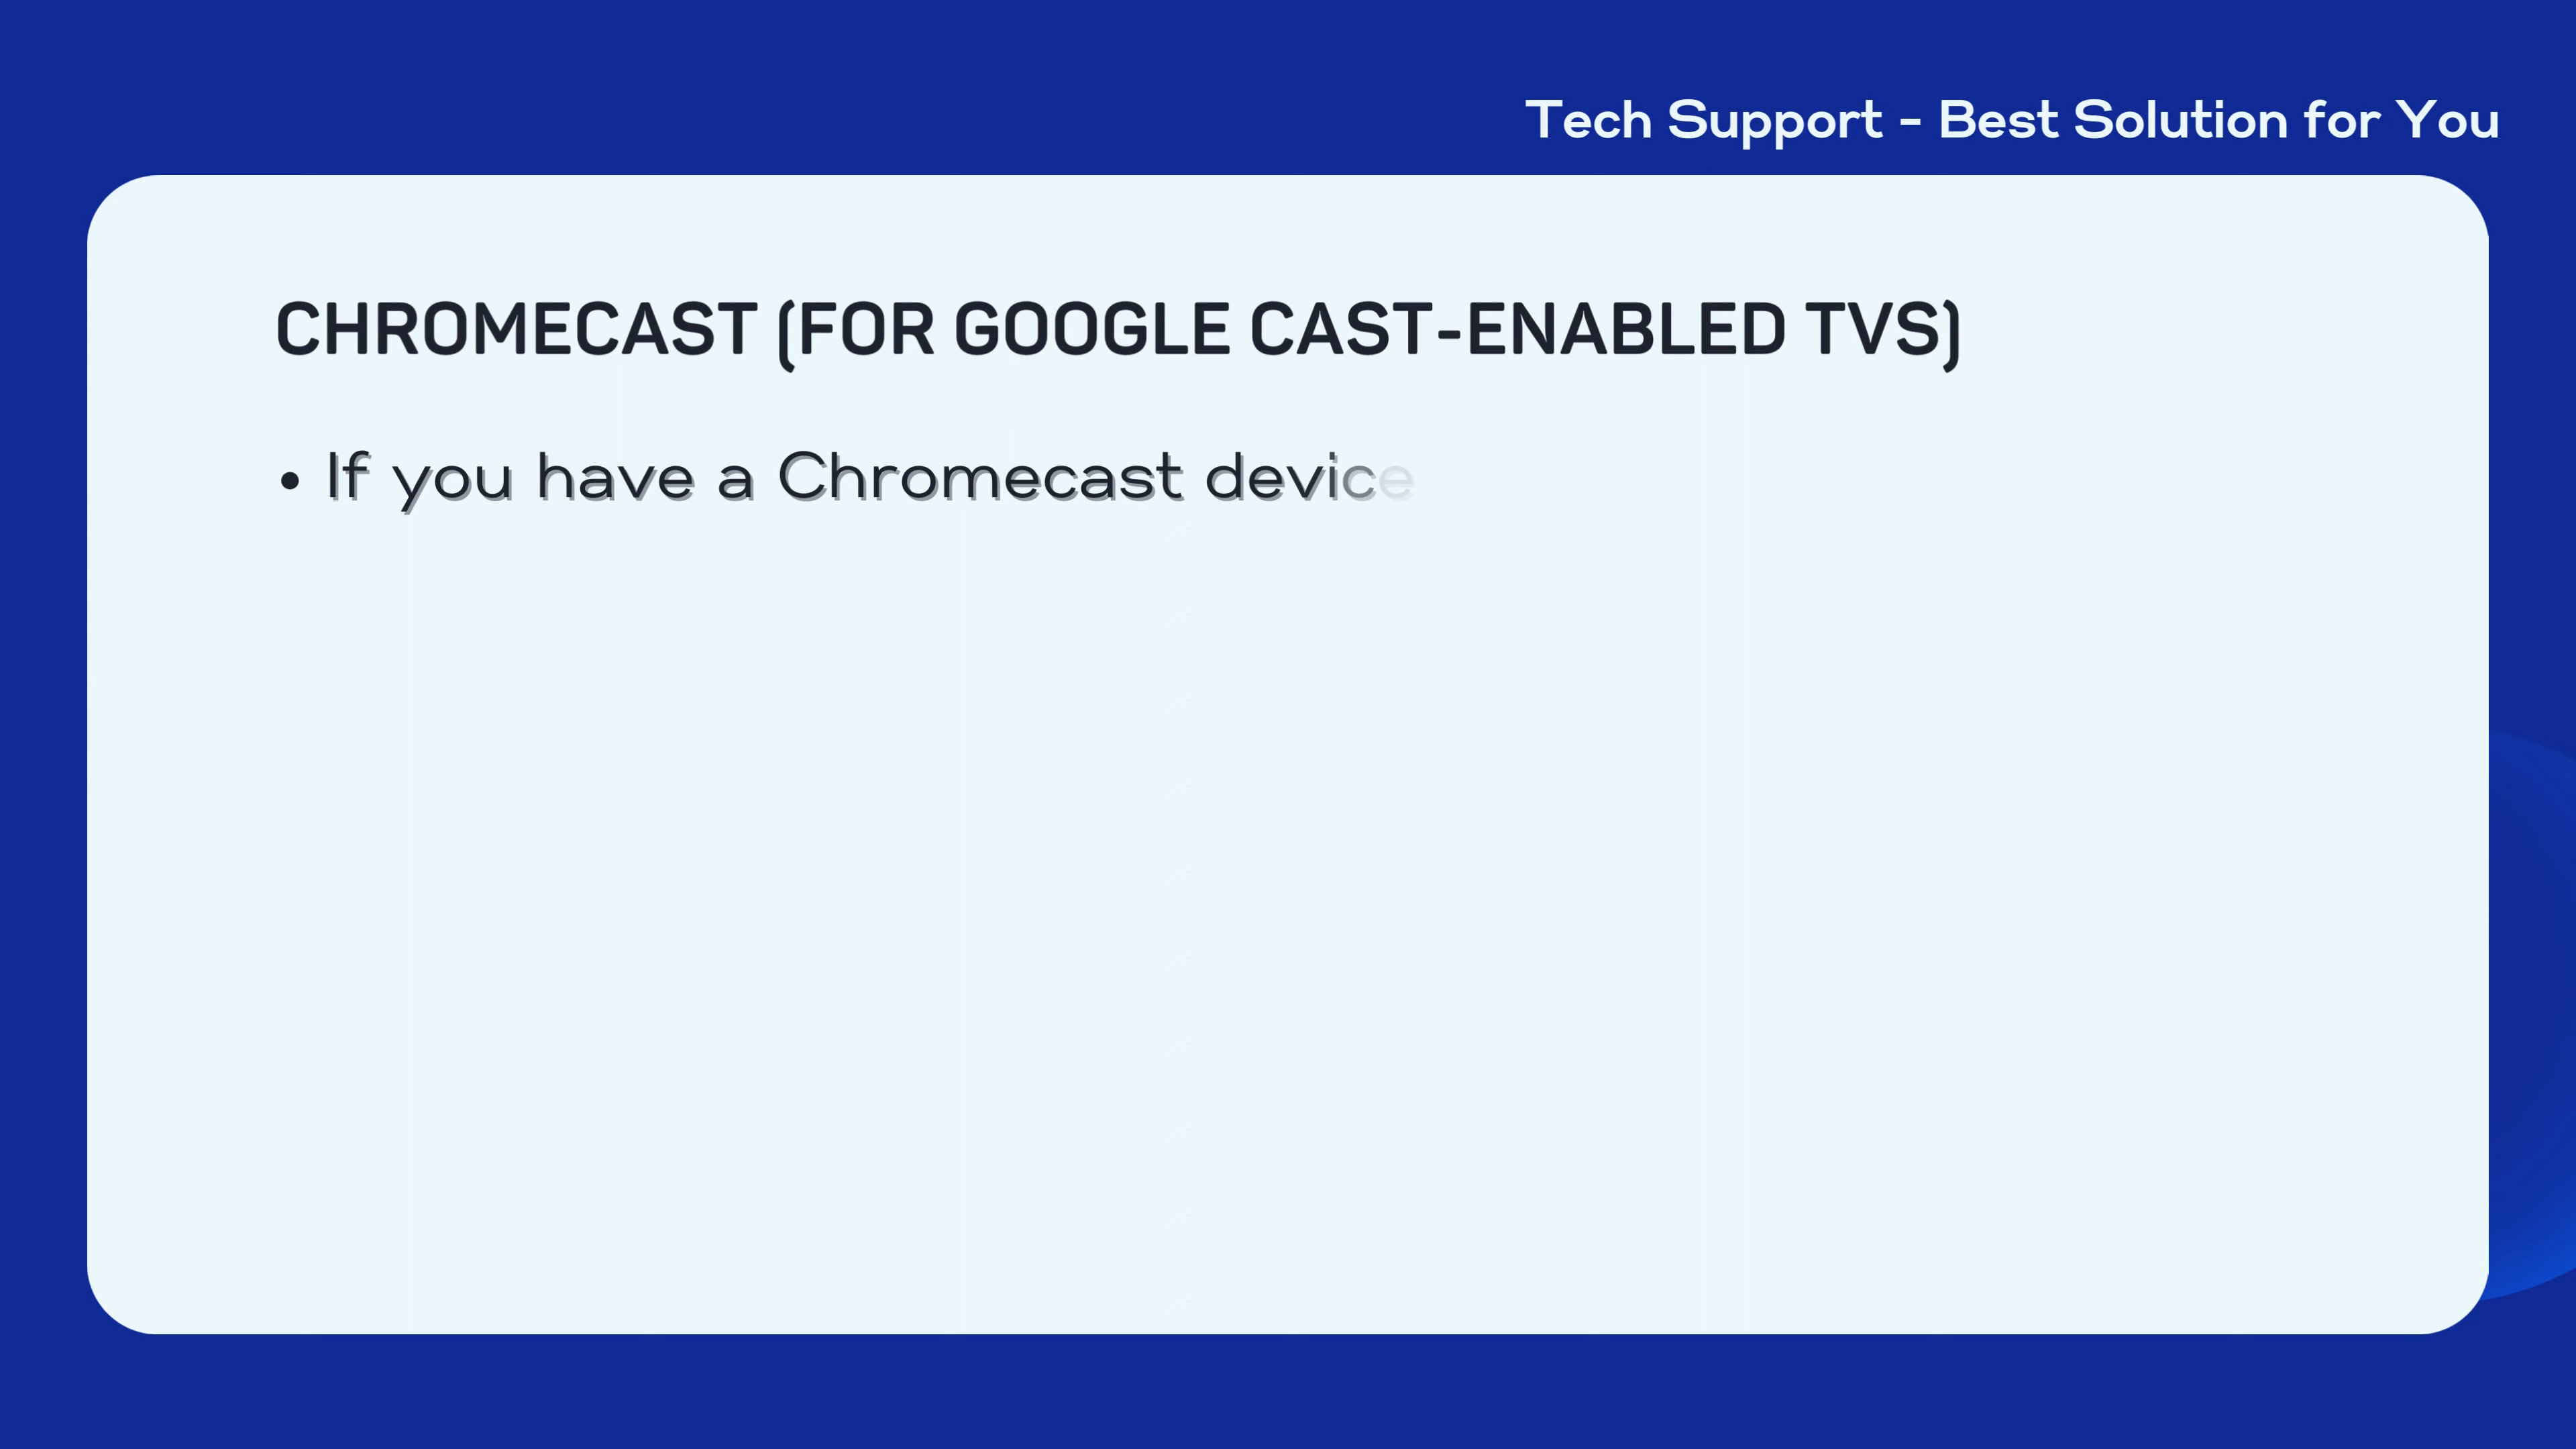 Tech Support - Best Solution for You
CHROMECAST (FOR GOOGLE CAST-ENABLED TVS)
• If you have a Chromecast device